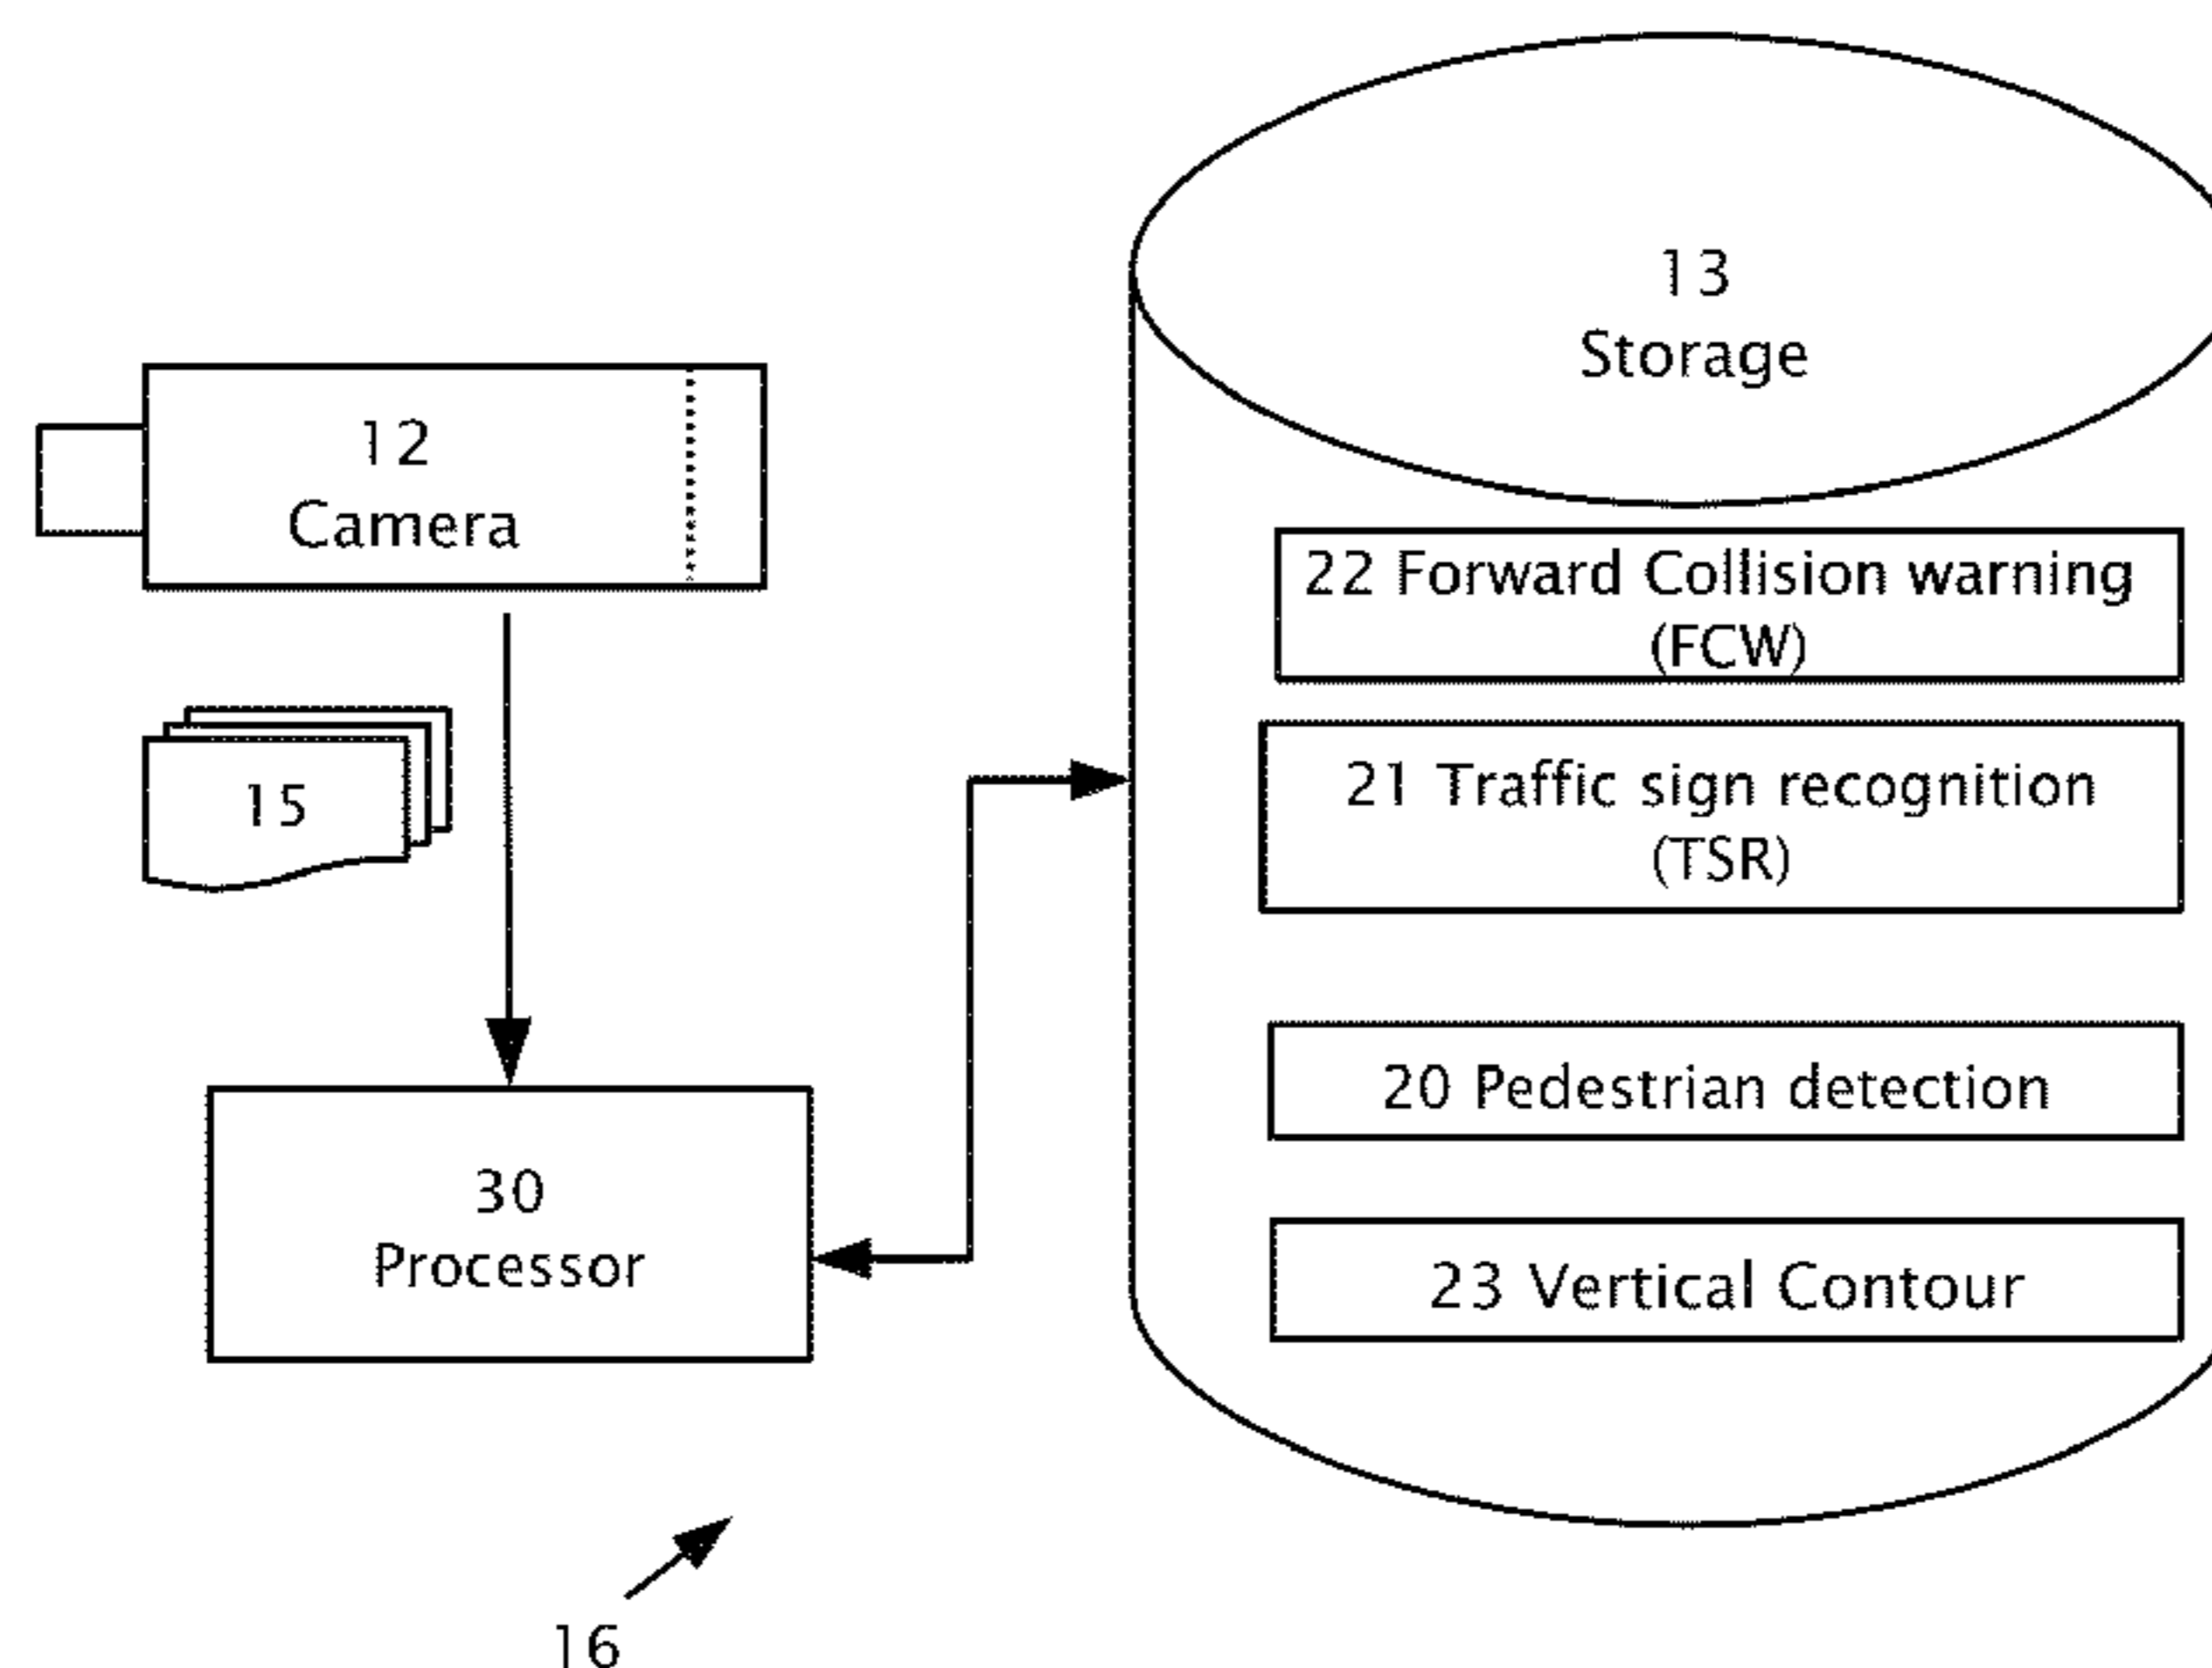 13
Storage
12
Camera
22 Forward Collision warning
(FCW)
15
21 Traffic sign recognition
(TSR)
20 Pedestrian detection
30
Processor
23 Vertical Contour
16